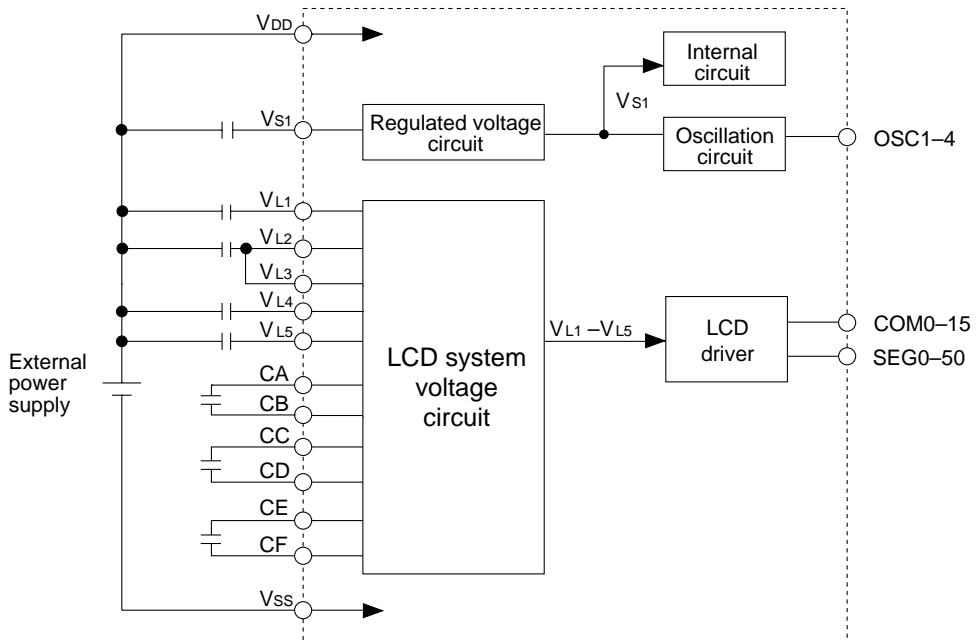 VDD
Internal
circuit
VS1
VS1
Regulated voltage
circuit
Oscillation
circuit
OSC1–4
VL1
VL2
VL3
VL4
VL5
VL1 –VL5
LCD
driver
COM0–15
SEG0–50
External
power
supply
LCD system
voltage
circuit
CA
CB
CC
CD
CE
CF
VSS